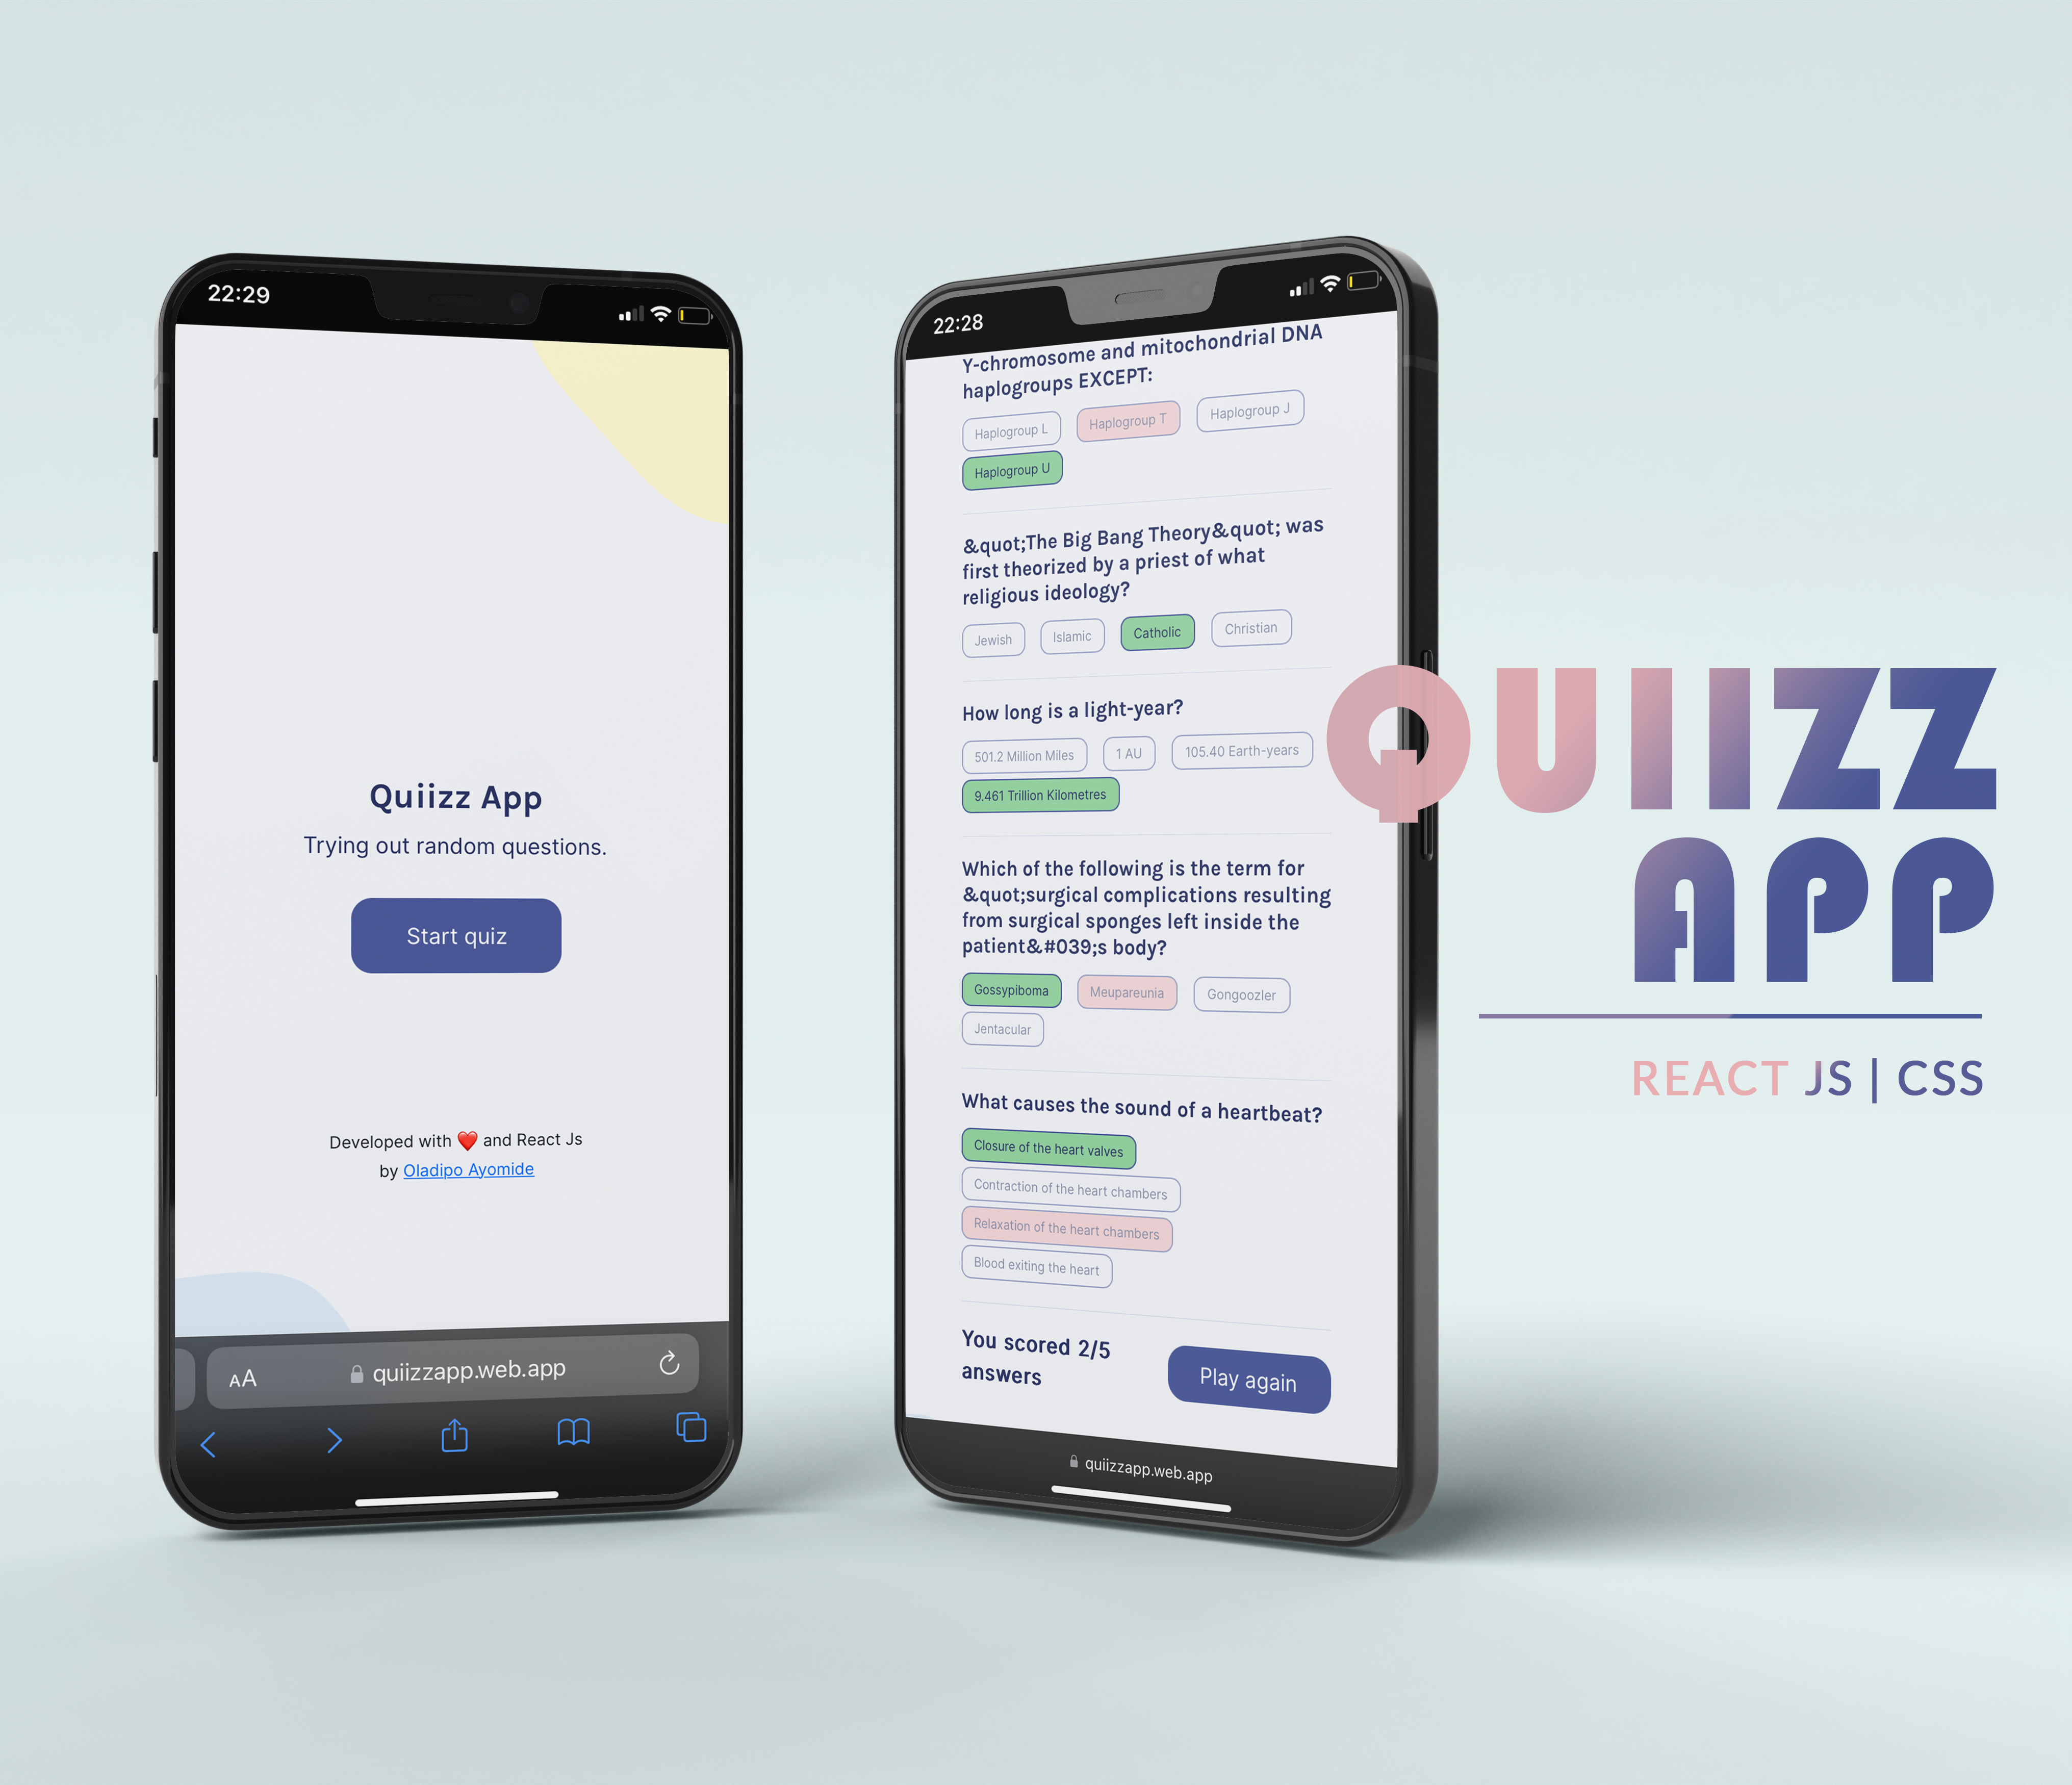 22:29
Quiizz App
Trying out random questions.
Start quiz
Developed with ❤️ and React Js
by Oladipo Ayomide
AA
quiizzapp.web.app
22:28
Y-chromosome and mitochondrial DNA
haplogroups EXCEPT:
Haplogroup L
Haplogroup T
Haplogroup J
Haplogroup U
&quot;The Big Bang Theory&quot; was
first theorized by a priest of what
religious ideology?
Jewish
Islamic
Catholic
Christian
How long is a light-year?
501.2 Million Miles
1 AU
105.40 Earth-years
9.461 Trillion Kilometres
Which of the following is the term for
&quot;surgical complications resulting
from surgical sponges left inside the
patient&#039;s body?
Gossypiboma
Meupareunia
Gongoozler
Jentacular
What causes the sound of a heartbeat?
Closure of the heart valves
Contraction of the heart chambers
Relaxation of the heart chambers
Blood exiting the heart
You scored 2/5
answers
Play again
quiizzapp.web.app
QUIIZZ
APP
REACT JS | CSS